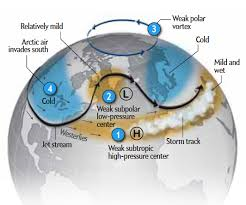 Relatively mild
Arctic air
invades south
3
Weak polar
vortex
Cold
Mild and
wet
4
Cold
2
L
Weak subpolar
low-pressure
center
Westerlies
1
H
Jet stream
Weak subtropic
high-pressure center
Storm track